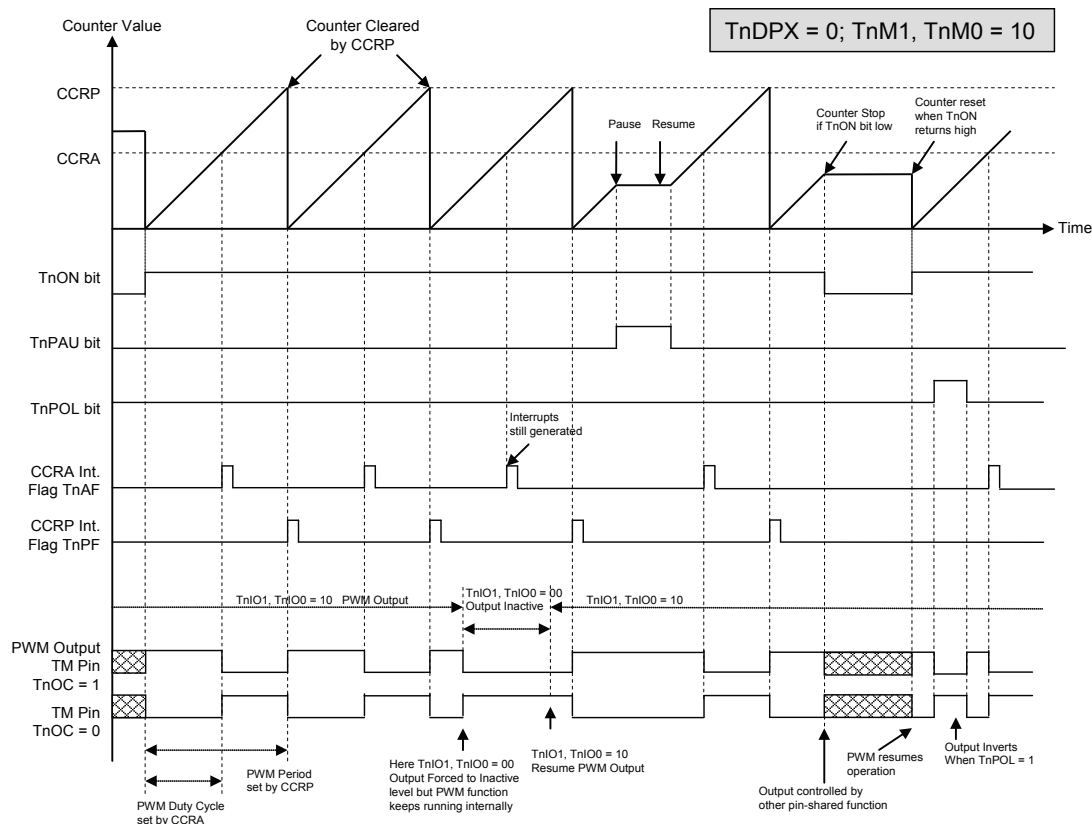 Counter Value
Counter Cleared
by CCRP
TnDPX = 0; TnM1, TnM0 = 10
CCRP
CCRA
Pause
Resume
Counter Stop
if TnON bit low
Counter reset
when TnON
returns high
Time
TnON bit
TnPAU bit
TnPOL bit
Interrupts
still generated
CCRA Int.
Flag TnAF
CCRP Int.
Flag TnPF
TnIO1, TnIO0 = 10 PWM Output
TnIO1, TnIO0 = 00
Output Inactive
TnIO1, TnIO0 = 10
PWM Output
TM Pin
TnOC = 1
TM Pin
TnOC = 0
PWM Duty Cycle
set by CCRA
PWM Period
set by CCRP
Here TnIO1, TnIO0 = 00
Output Forced to Inactive
level but PWM function
keeps running internally
TnIO1, TnIO0 = 10
Resume PWM Output
Output controlled by
other pin-shared function
PWM resumes
operation
Output Inverts
When TnPOL = 1